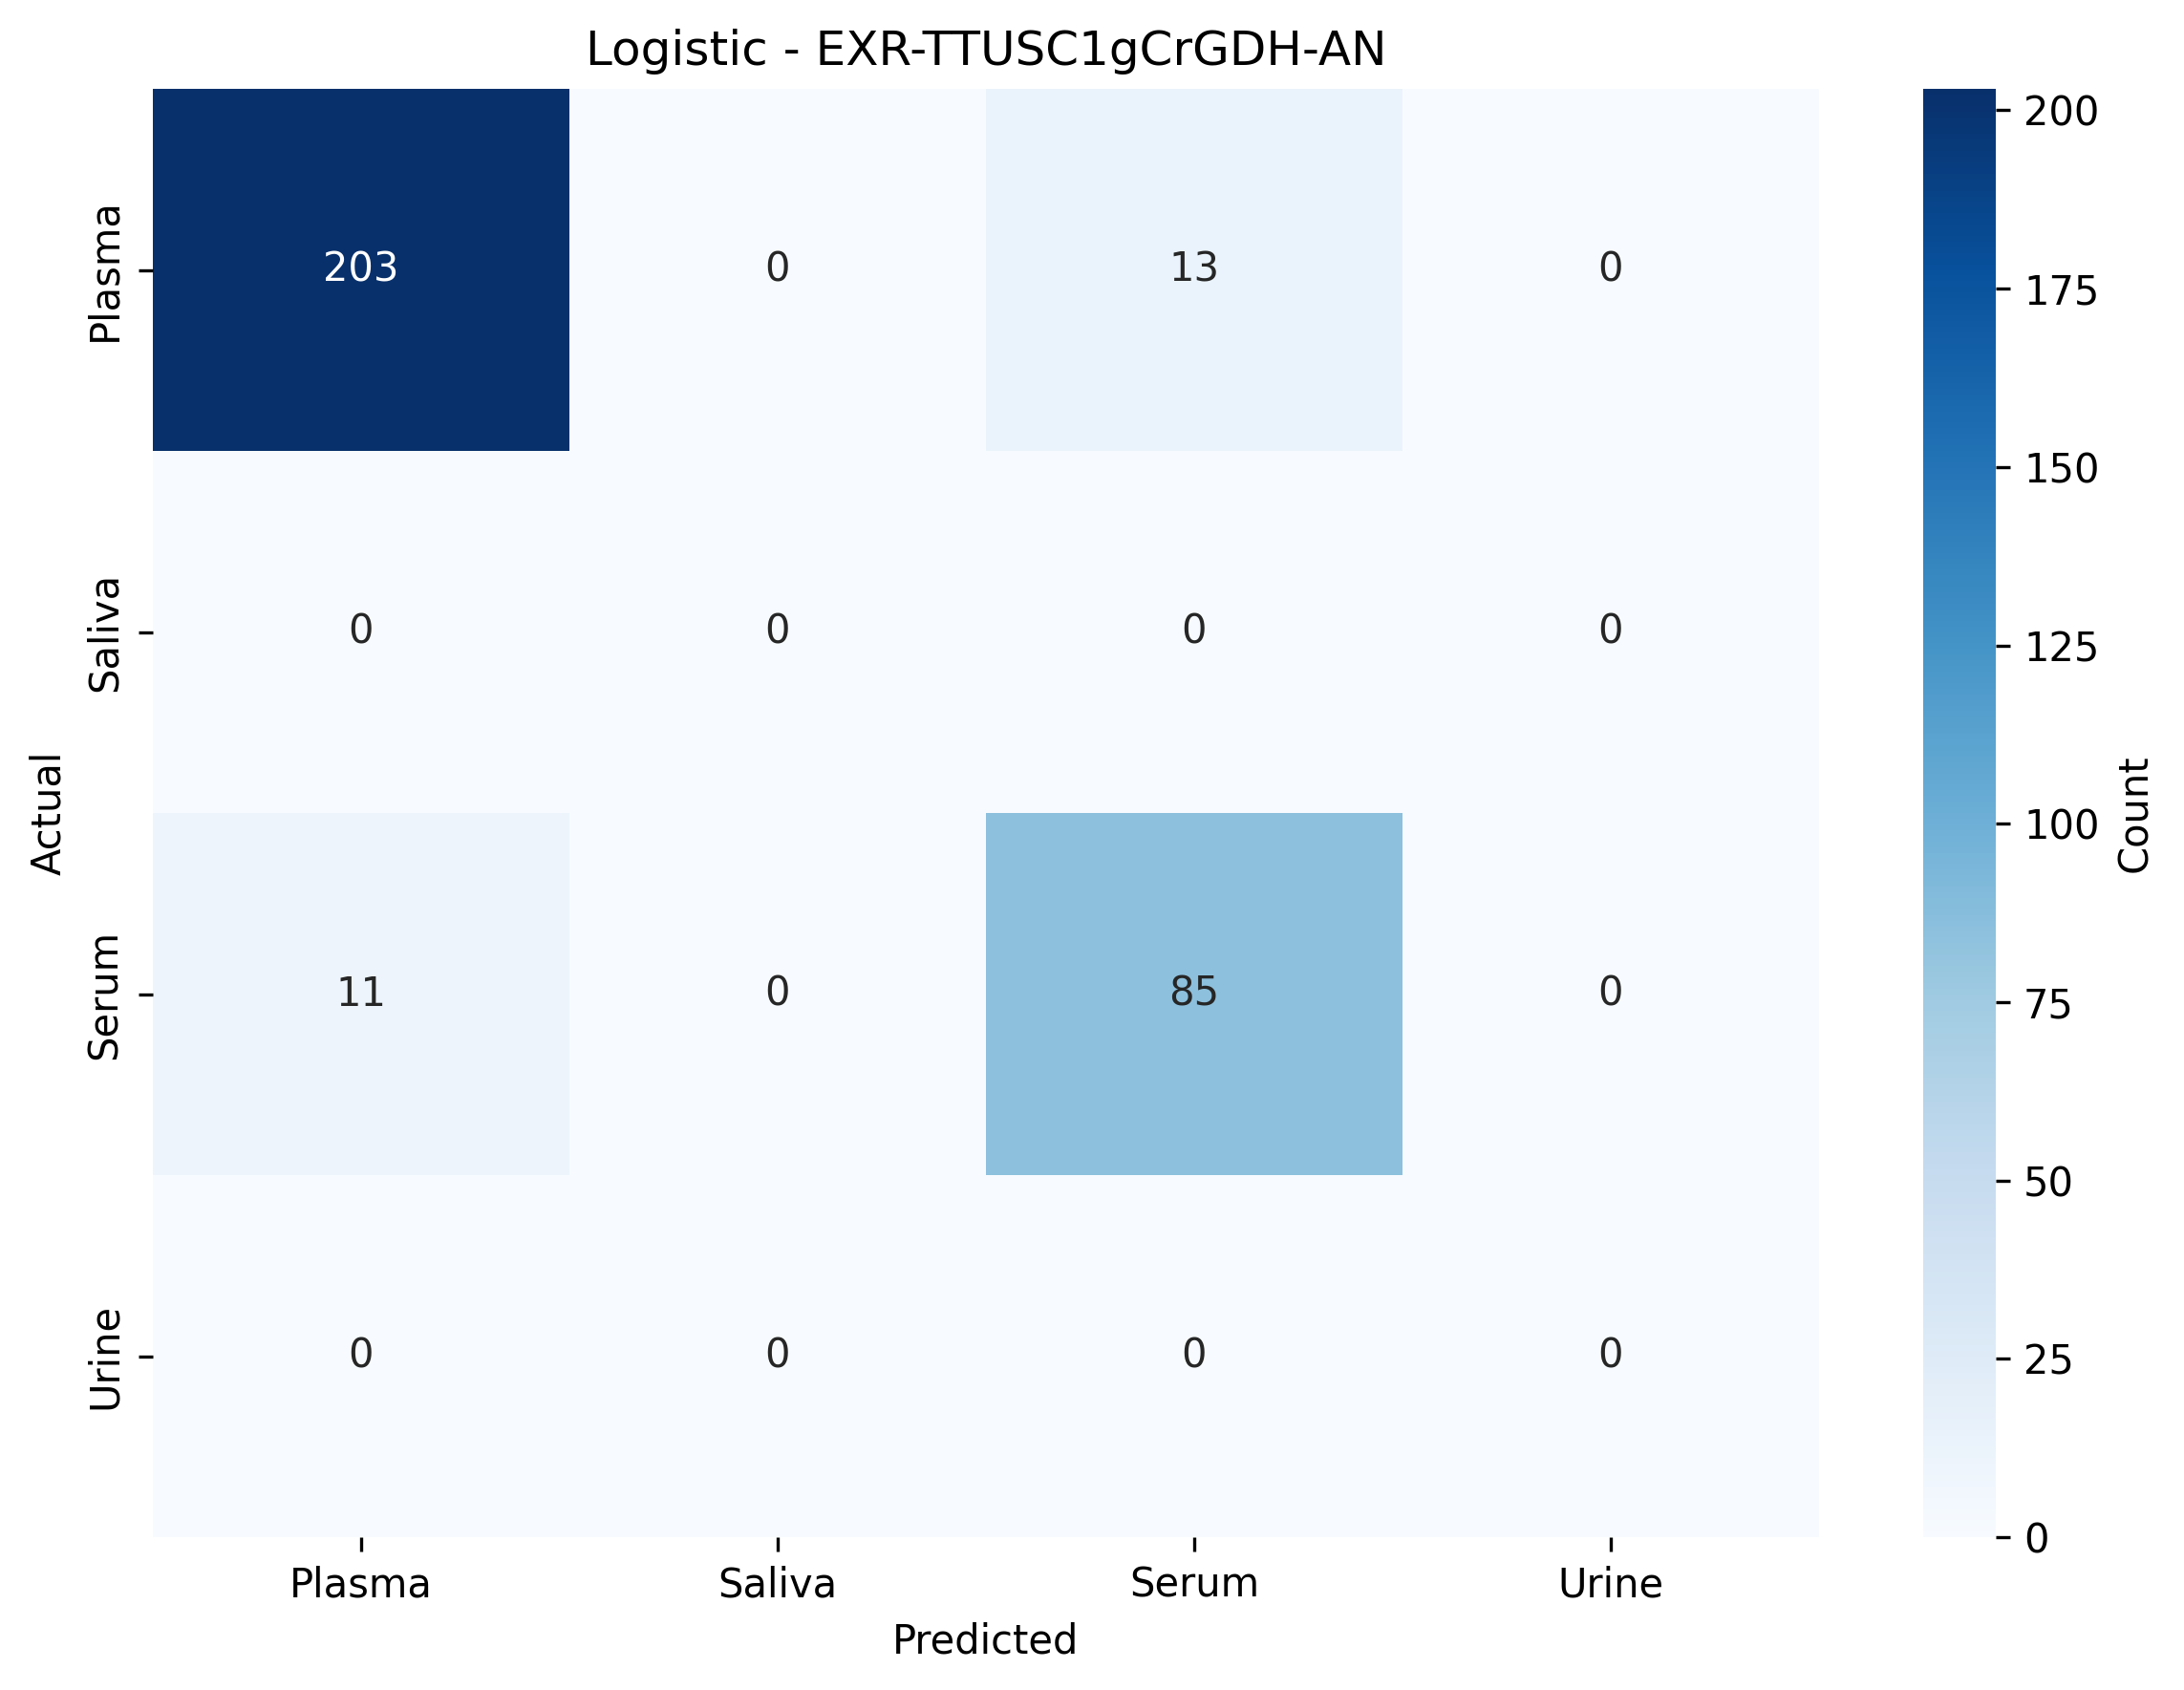 Logistic - EXR-TTUSC1gCrGDH-AN
Actual
Plasma 203 0 13 0
Saliva 0 0 0 0
Serum 11 0 85 0
Urine 0 0 0 0
Plasma Saliva Serum Urine
Predicted
200
175
150
125
100
75
50
25
0
Count